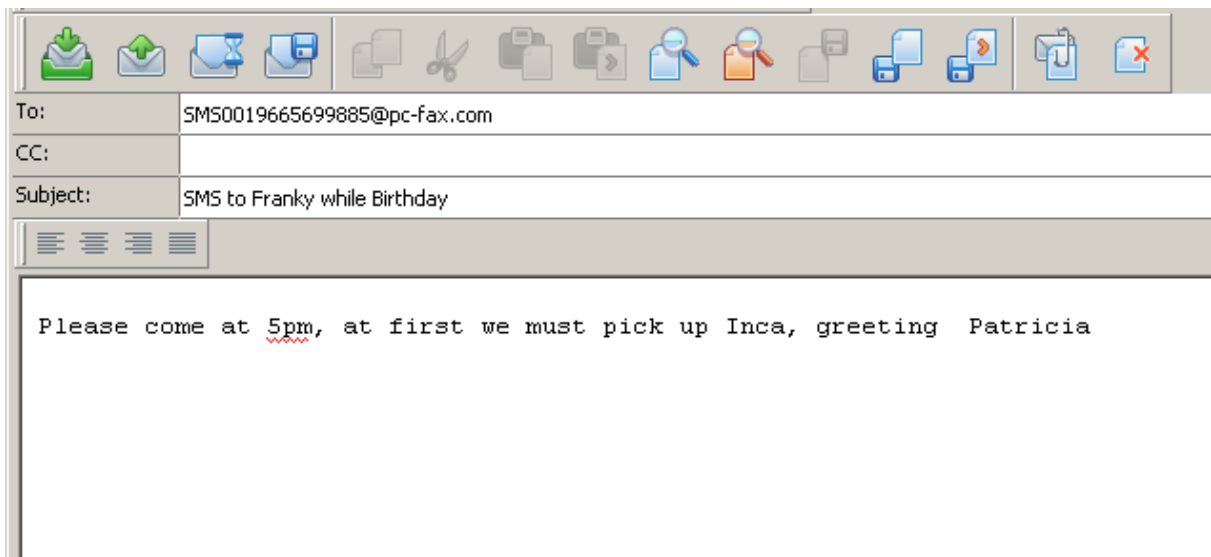 To: SMS0019665699885@pc-fax.com
CC:
Subject: SMS to Franky while Birthday
Please come at 5pm, at first we must pick up Inca, greeting  Patricia